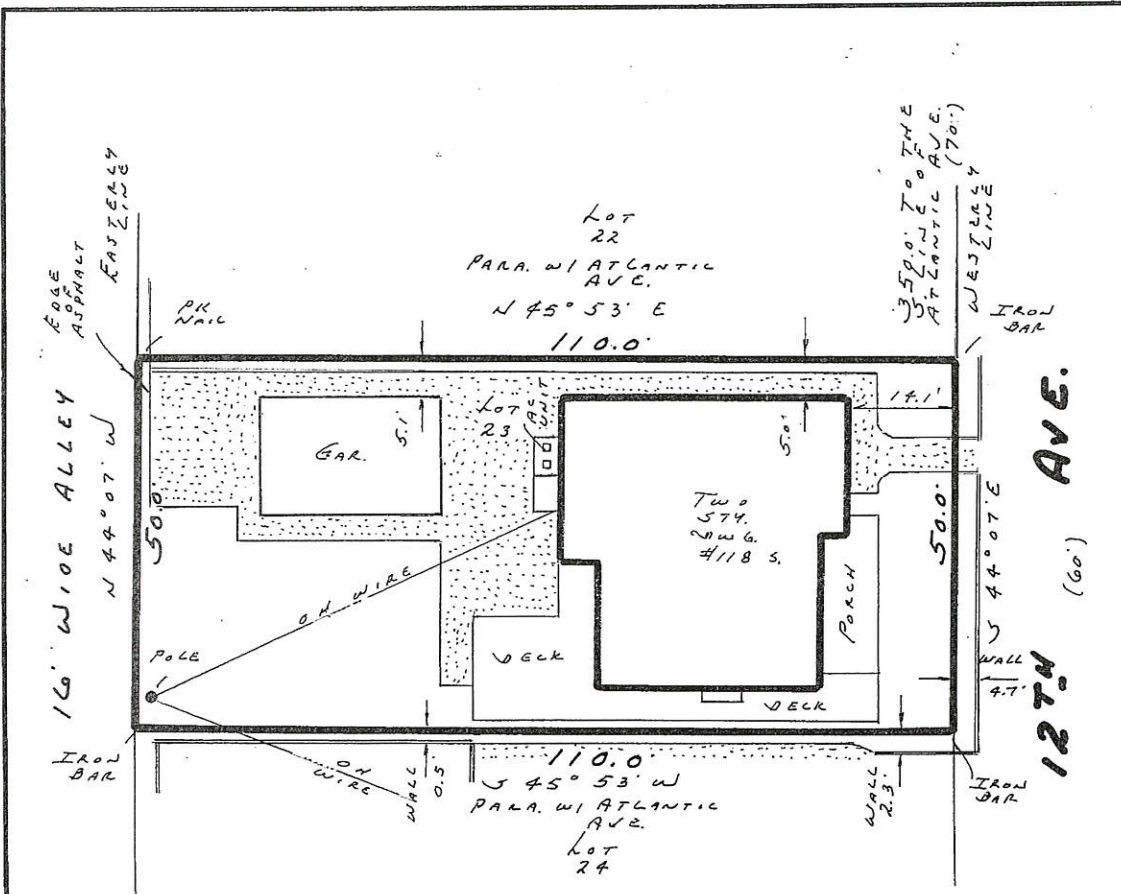 EASTERLY
LINE
EDGE
OF
ASPHALT
PK
NAIL
LOT
22
PARA. W/ ATLANTIC
AVE.
N 45° 53' E
110.0'
350.0' TO THE
S. LINE OF
ATLANTIC AVE.
(70')
WESTERLY
LINE
IRON
BAR
16' WIDE ALLEY
N 44° 07' W
50.0'
GAR.
5.1'
LOT
23
AC
UNIT
5.0'
14.1'
TWO
STY.
DWG.
#118 S.
PORCH
50.0'
S 44° 07' E
12TH AVE.
(60')
OH WIRE
POLE
DECK
DECK
WALL
4.7'
IRON
BAR
OH
WIRE
WALL
0.5'
110.0'
S 45° 53' W
PARA. W/ ATLANTIC
AVE.
LOT
24
WALL
2.3'
IRON
BAR